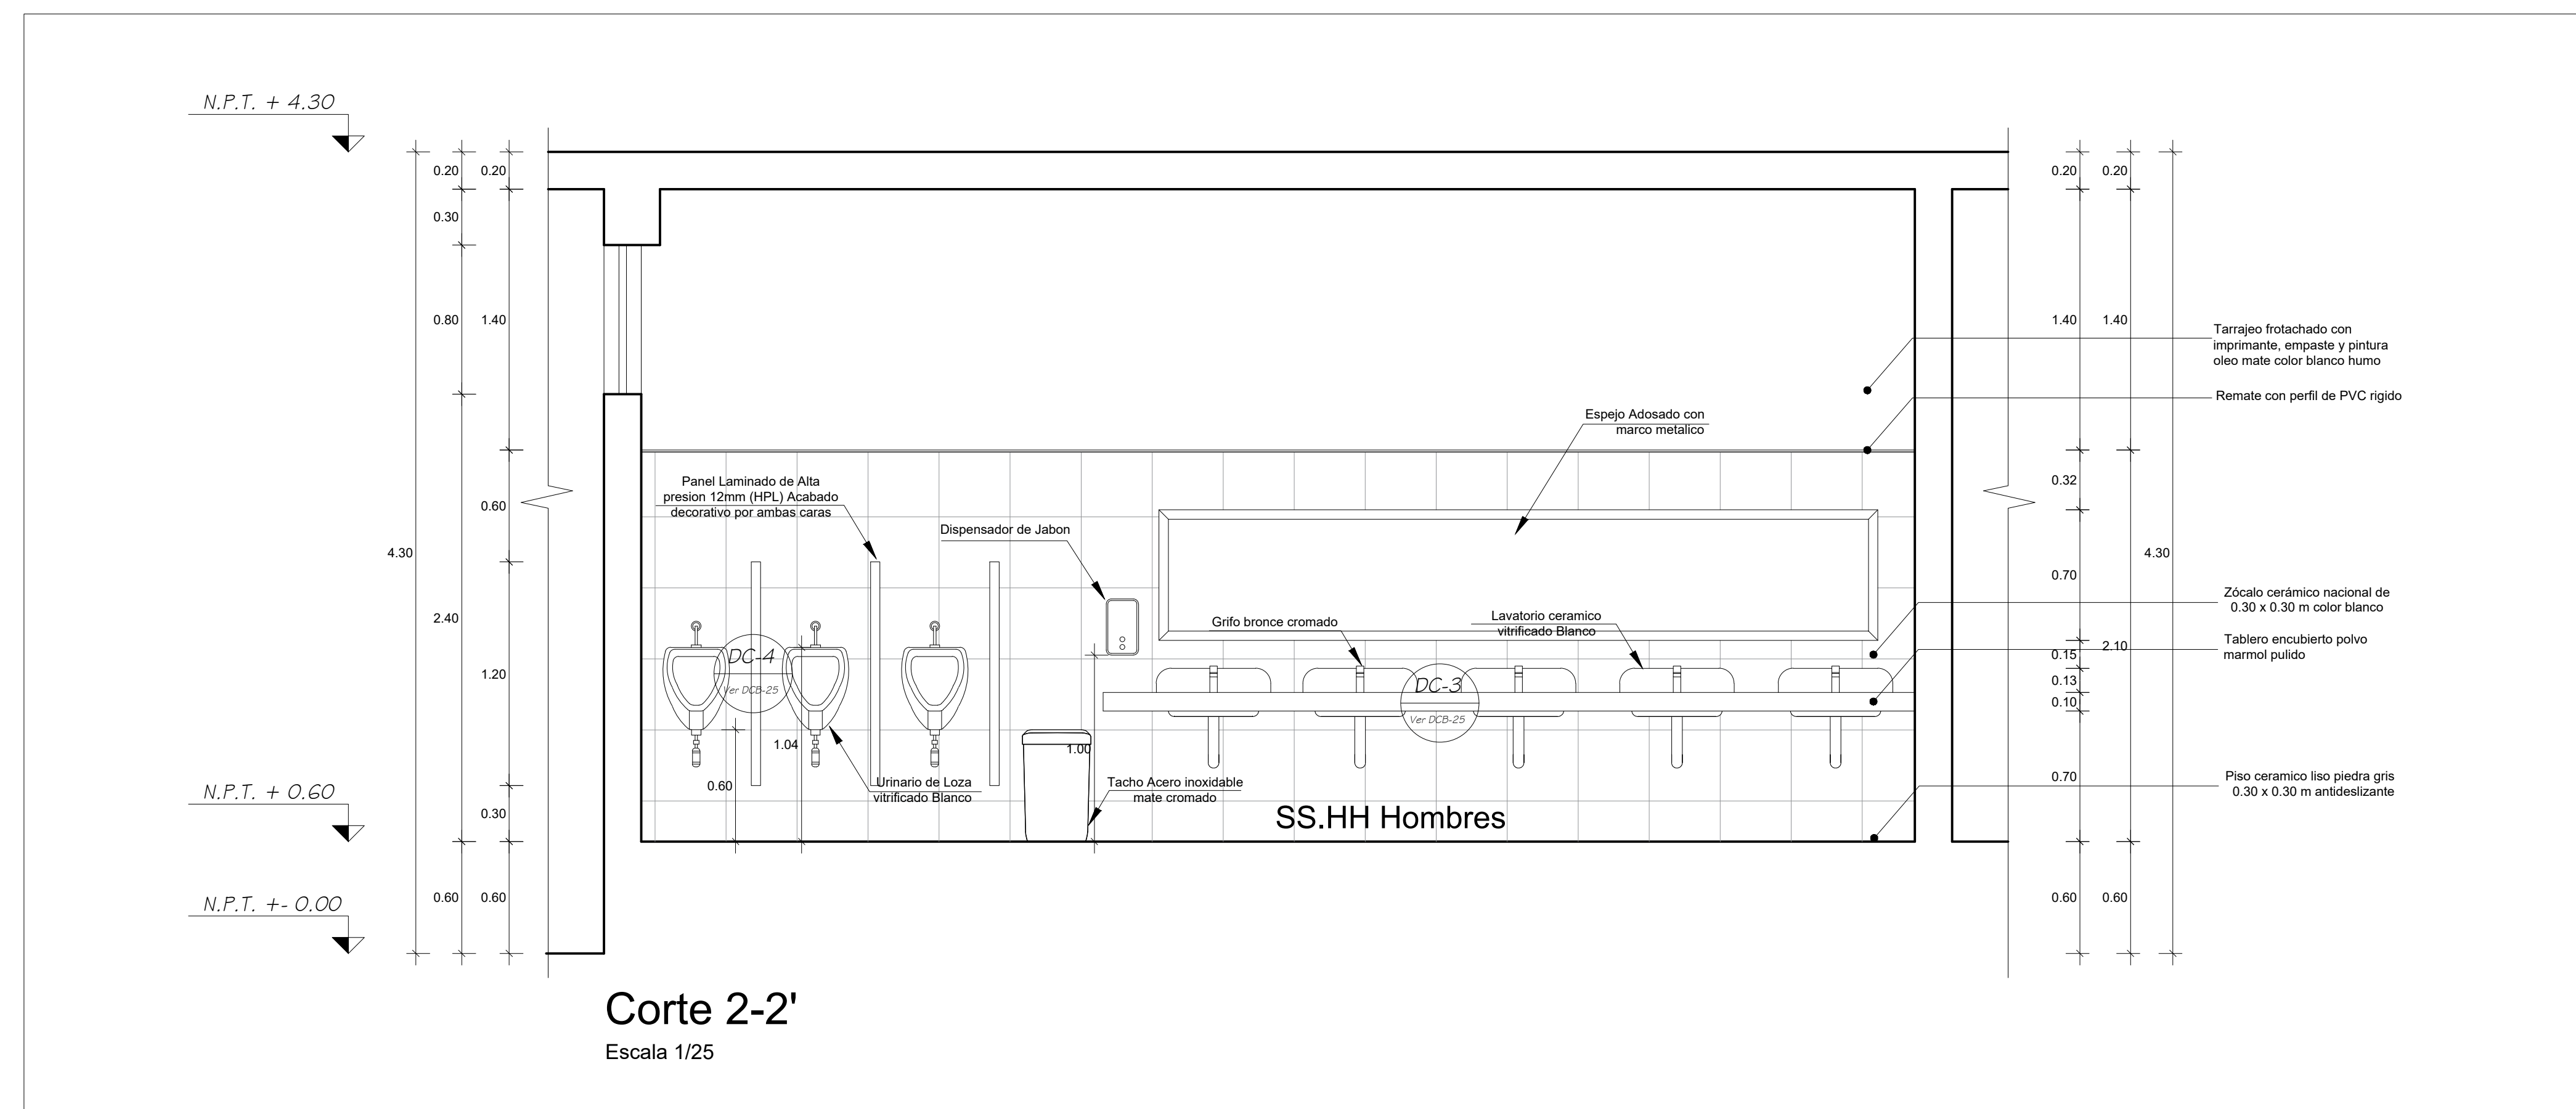 N.P.T. + 4.30
0.20
0.20
0.20
0.20
0.30
0.80
1.40
1.40
1.40
Tarrajeo frotachado con
imprimante, empaste y pintura
oleo mate color blanco humo
Remate con perfil de PVC rigido
Espejo Adosado con
marco metalico
Panel Laminado de Alta
presion 12mm (HPL) Acabado
decorativo por ambas caras
0.60
0.32
Dispensador de Jabon
4.30
4.30
0.70
2.40
Zócalo cerámico nacional de
0.30 x 0.30 m color blanco
Grifo bronce cromado
Lavatorio ceramico
vitrificado Blanco
Tablero encubierto polvo
marmol pulido
2.10
0.15
DC-4
Ver DCB-25
1.20
0.13
DC-3
Ver DCB-25
0.10
1.04
1.00
0.60
Urinario de Loza
vitrificado Blanco
Tacho Acero inoxidable
mate cromado
0.70
Piso ceramico liso piedra gris
0.30 x 0.30 m antideslizante
N.P.T. + 0.60
0.30
SS.HH Hombres
N.P.T. +- 0.00
0.60
0.60
0.60
0.60
Corte 2-2'
Escala 1/25